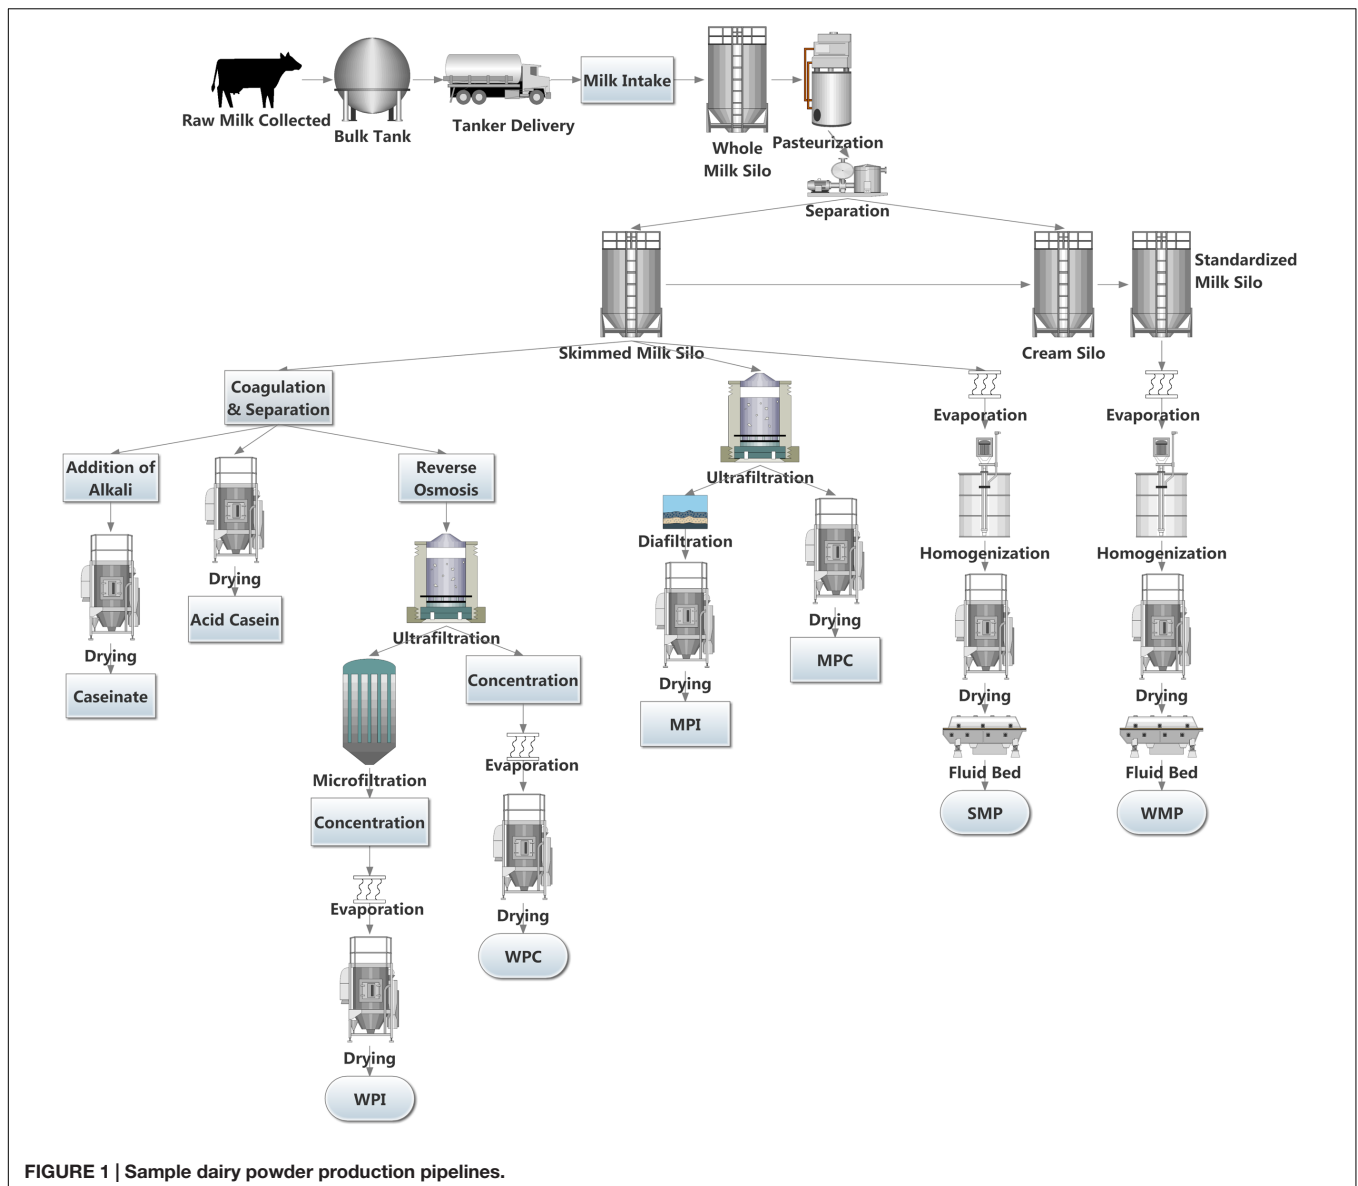 Raw Milk Collected
Bulk Tank
Tanker Delivery
Milk Intake
Whole
Milk Silo
Pasteurization
Separation
Skimmed Milk Silo
Cream Silo
Standardized
Milk Silo
Coagulation
& Separation
Addition of
Alkali
Drying
Caseinate
Drying
Acid Casein
Reverse
Osmosis
Ultrafiltration
Microfiltration
Concentration
Evaporation
Drying
WPI
Concentration
Evaporation
Drying
WPC
Ultrafiltration
Diafiltration
Drying
MPI
Drying
MPC
Evaporation
Homogenization
Drying
Fluid Bed
SMP
Evaporation
Homogenization
Drying
Fluid Bed
WMP
FIGURE 1 | Sample dairy powder production pipelines.